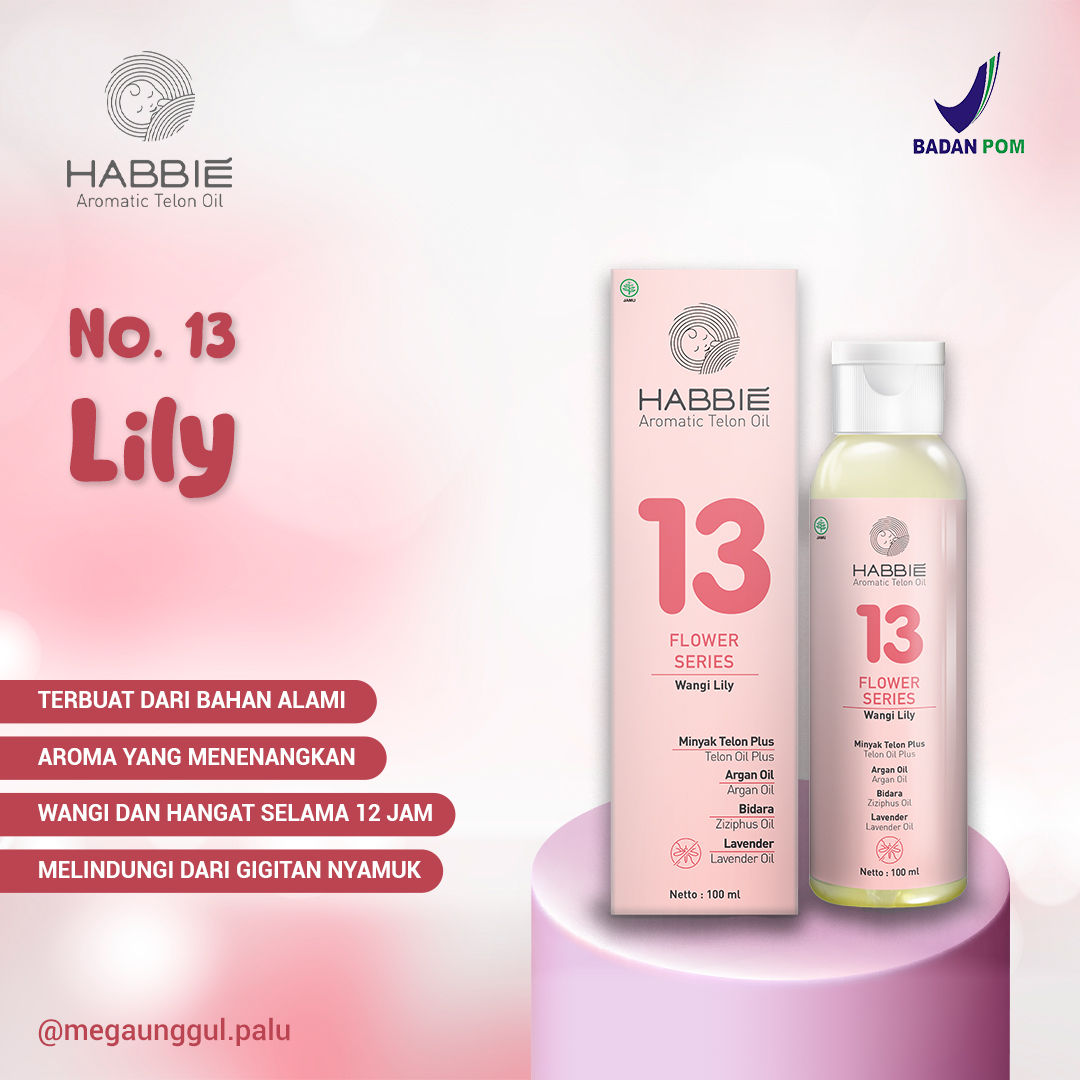 HABBIÉ
Aromatic Telon Oil
BADAN POM
No. 13
Lily
TERBUAT DARI BAHAN ALAMI
AROMA YANG MENENANGKAN
WANGI DAN HANGAT SELAMA 12 JAM
MELINDUNGI DARI GIGITAN NYAMUK
@megaunggul.palu
JAMU
HABBIÉ
Aromatic Telon Oil
13
FLOWER
SERIES
Wangi Lily
Minyak Telon Plus
Telon Oil Plus
Argan Oil
Argan Oil
Bidara
Ziziphus Oil
Lavender
Lavender Oil
Netto : 100 ml
JAMU
HABBIÉ
Aromatic Telon Oil
13
FLOWER
SERIES
Wangi Lily
Minyak Telon Plus
Telon Oil Plus
Argan Oil
Argan Oil
Bidara
Ziziphus Oil
Lavender
Lavender Oil
Netto : 100 ml